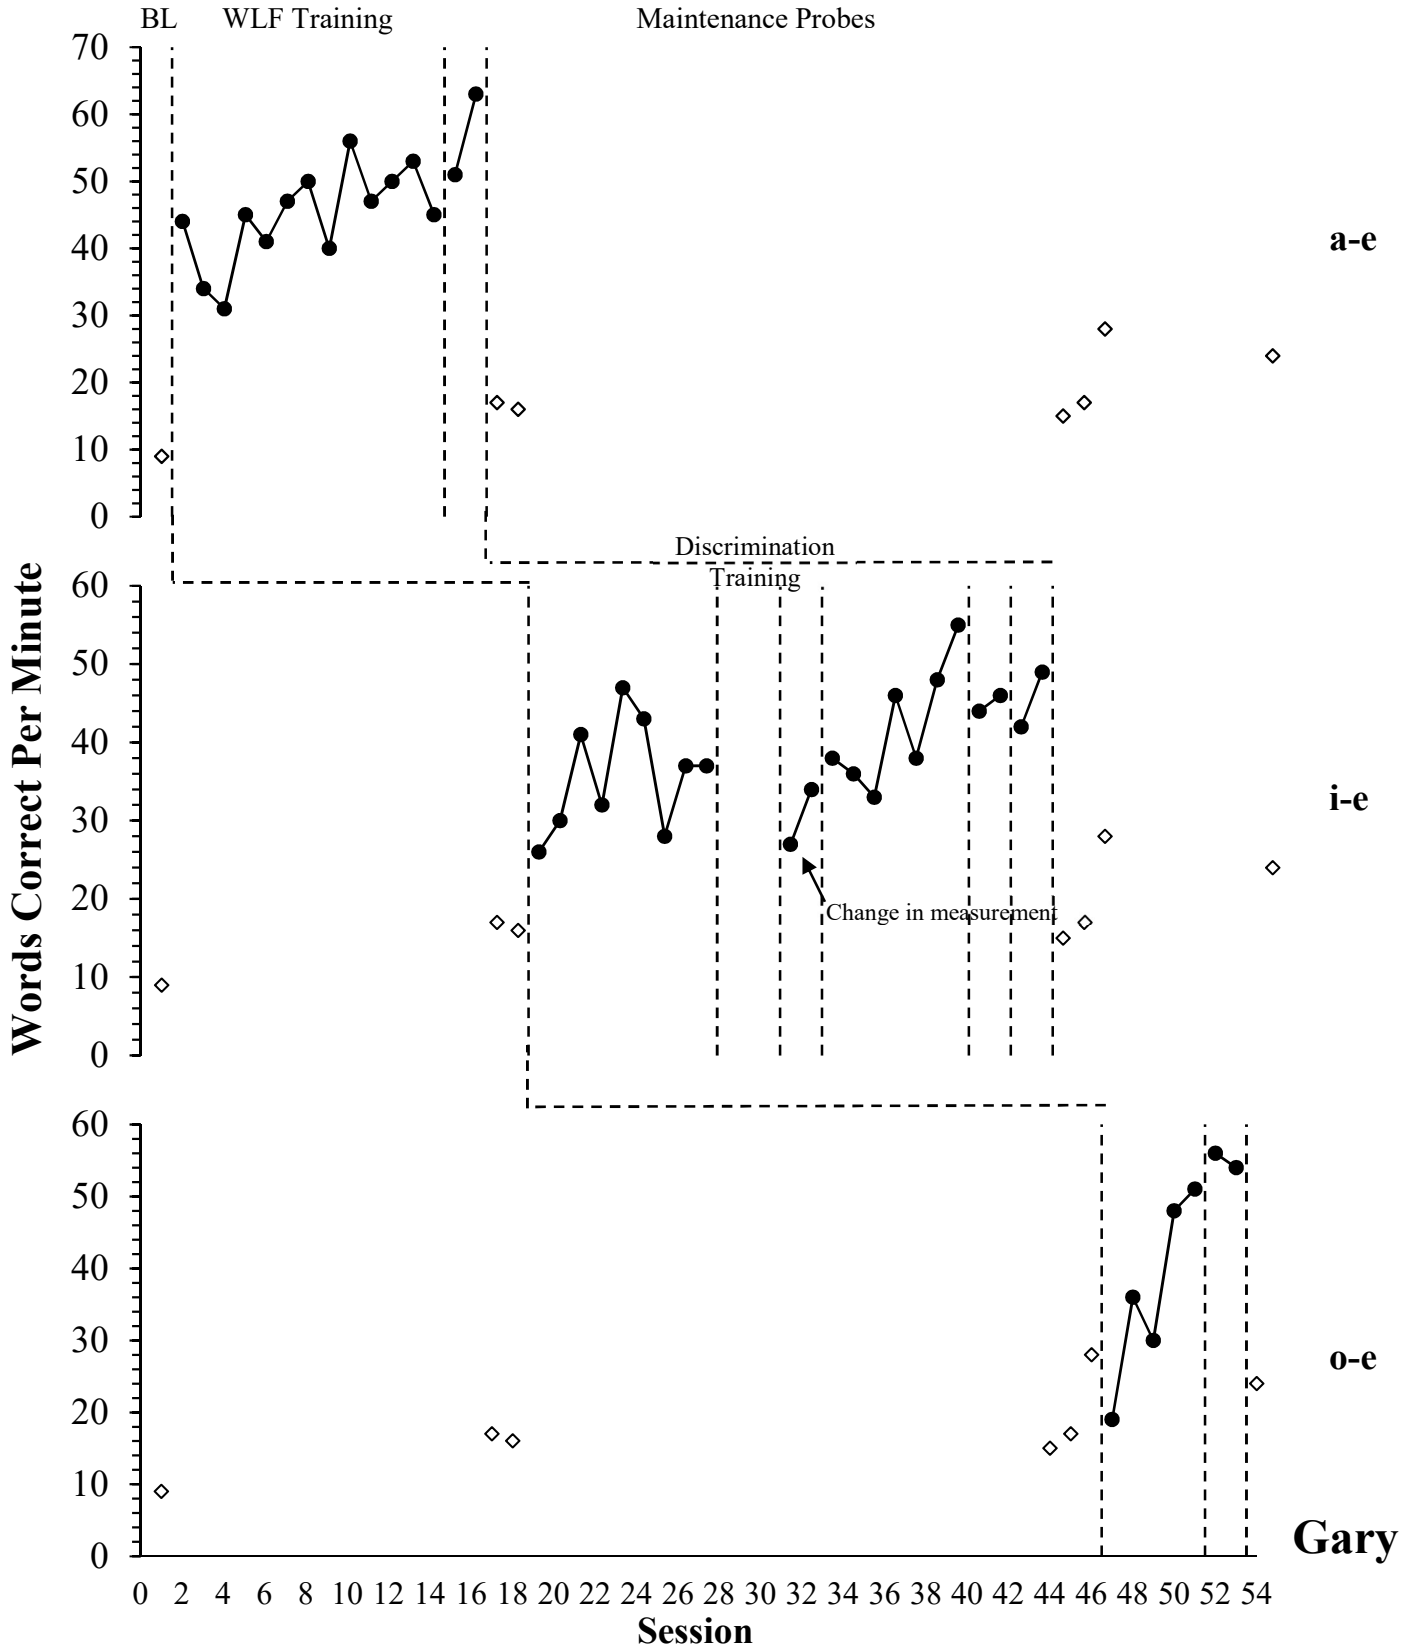 BL WLF Training Maintenance Probes
70
60
50
40
30
20
10
0
a-e
Discrimination
Training
Words Correct Per Minute
60
50
40
30
20
10
0
i-e
Change in measurement
60
50
40
30
20
10
0
o-e
Gary
0 2 4 6 8 10 12 14 16 18 20 22 24 26 28 30 32 34 36 38 40 42 44 46 48 50 52 54
Session